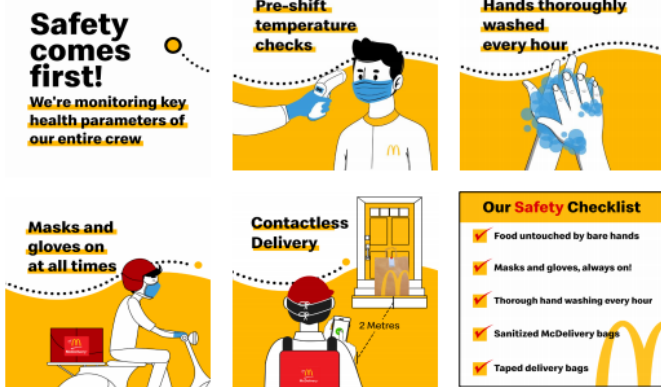 Safety
comes
first!
We're monitoring key
health parameters of
our entire crew
Pre-shift
temperature
checks
Hands thoroughly
washed
every hour
Masks and
gloves on
at all times
McDelivery
Contactless
Delivery
2 Metres
Our Safety Checklist
Food untouched by bare hands
Masks and gloves, always on!
Thorough hand washing every hour
Sanitized McDelivery bags
Taped delivery bags